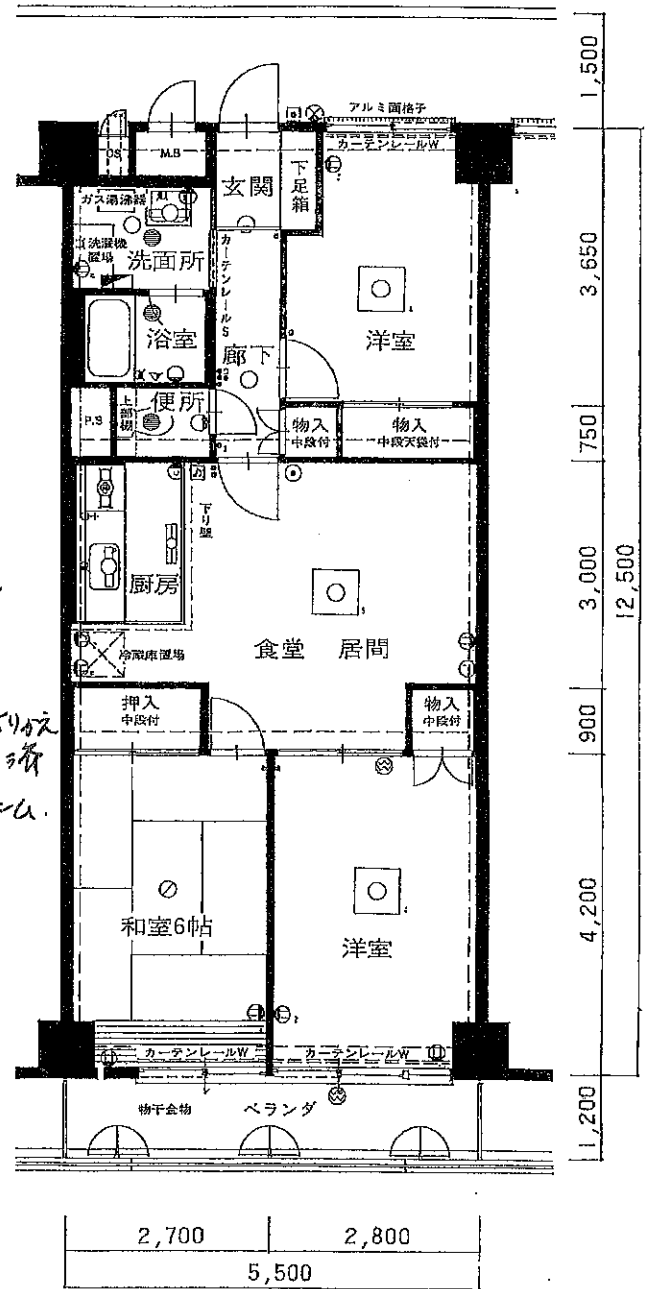 1,500
アルミ面格子
カーテンレールW
D.S
M.B
玄関
下足箱
ガス湯沸器
洗濯機置場
洗面所
カーテンレールS
3,650
浴室
廊下
洋室
P.S
上部棚
便所
物入
中段付
物入
中段天袋付
750
下り壁
厨房
3,000
12,500
冷蔵庫置場
食堂 居間
押入
中段付
物入
中段付
900
和室6帖
洋室
4,200
カーテンレールW
カーテンレールW
物干金物
ベランダ
1,200
2,700
2,800
5,500